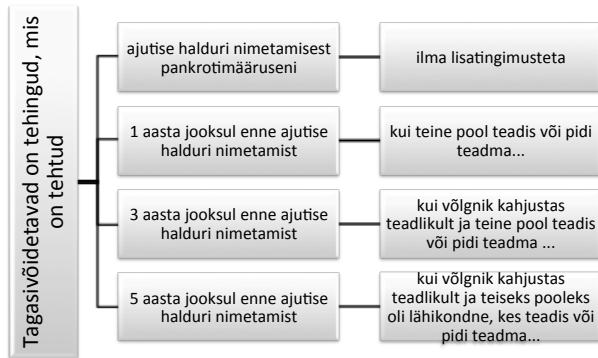 Tagasivõidetavad on tehingud, mis
on tehtud
ajutise halduri nimetamisest
pankrotimääruseni
ilma lisatingimusteta
1 aasta jooksul enne ajutise
halduri nimetamist
kui teine pool teadis või pidi
teadma...
3 aasta jooksul enne ajutise
halduri nimetamist
kui võlgnik kahjustas
teadlikult ja teine pool teadis
või pidi teadma ...
5 aasta jooksul enne ajutise
halduri nimetamist
kui võlgnik kahjustas
teadlikult ja teiseks pooleks
oli lähikondne, kes teadis või
pidi teadma...